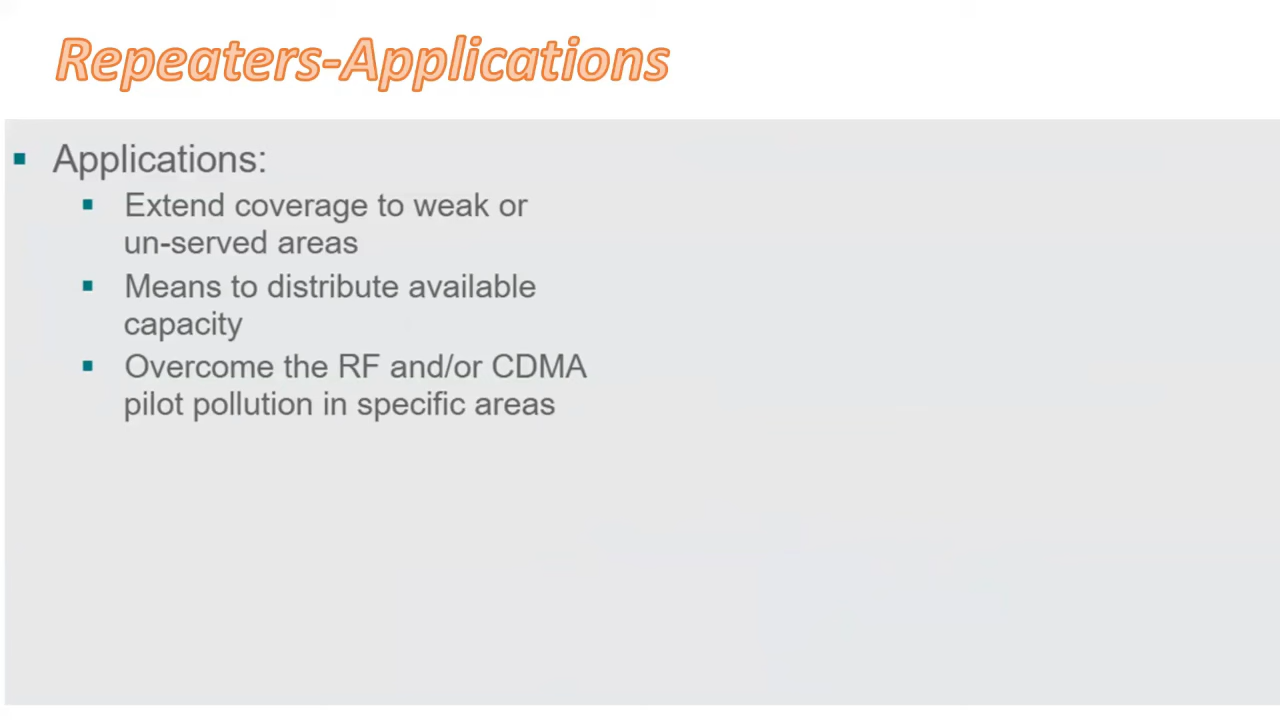 Repeaters-Applications
Applications:
Extend coverage to weak or
un-served areas
Means to distribute available
capacity
Overcome the RF and/or CDMA
pilot pollution in specific areas